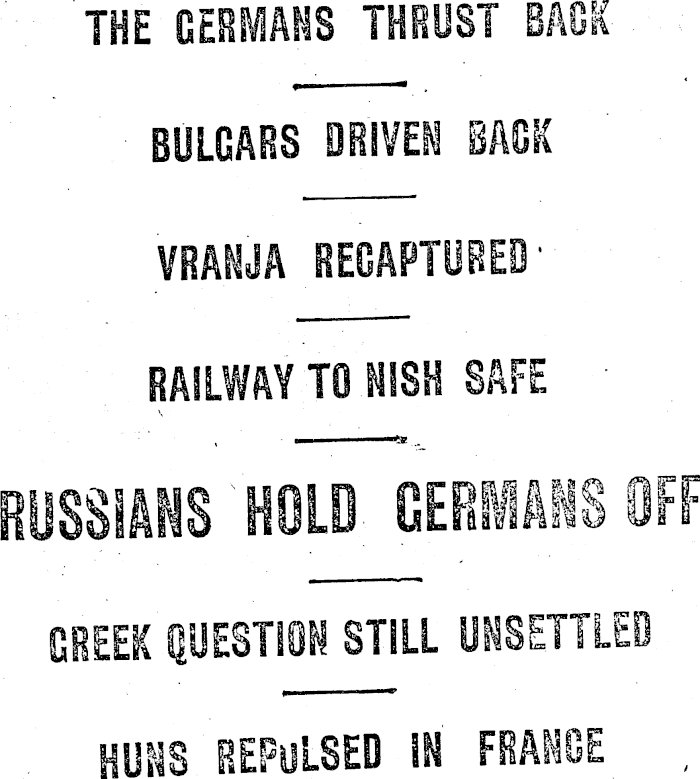 THE GERMANS THRUST BACK
BULGARS DRIVEN BACK
VRANJA RECAPTURED
RAILWAY TO NISH SAFE
RUSSIANS HOLD GERMANS OFF
GREEK QUESTION STILL UNSETTLED
HUNS REPULSED IN FRANCE